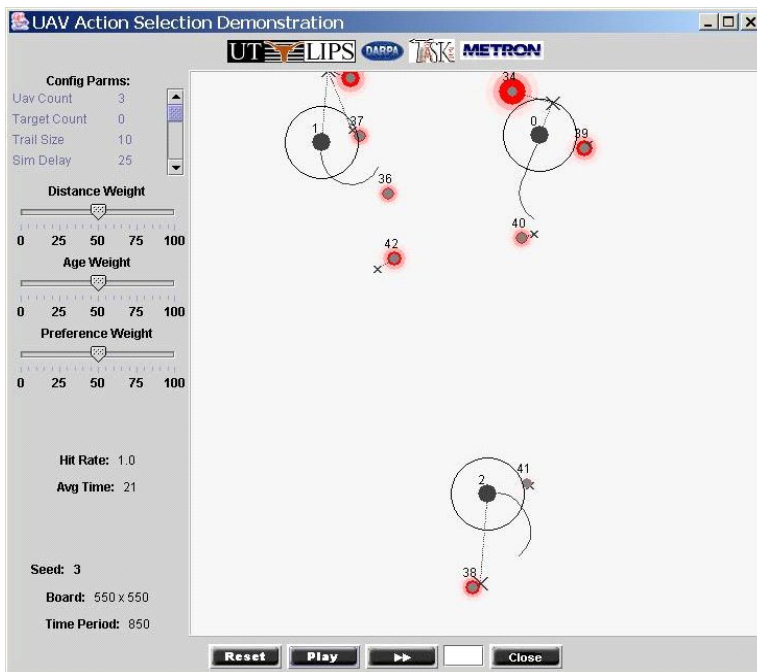 UAV Action Selection Demonstration
UT LIPS DARPA TASK METRON
Config Parms:
Uav Count 3
Target Count 0
Trail Size 10
Sim Delay 25
Distance Weight
0 25 50 75 100
Age Weight
0 25 50 75 100
Preference Weight
0 25 50 75 100
Hit Rate: 1.0
Avg Time: 21
Seed: 3
Board: 550 x 550
Time Period: 850
34
37
1
0
39
36
40
42
41
2
38
Reset Play Close